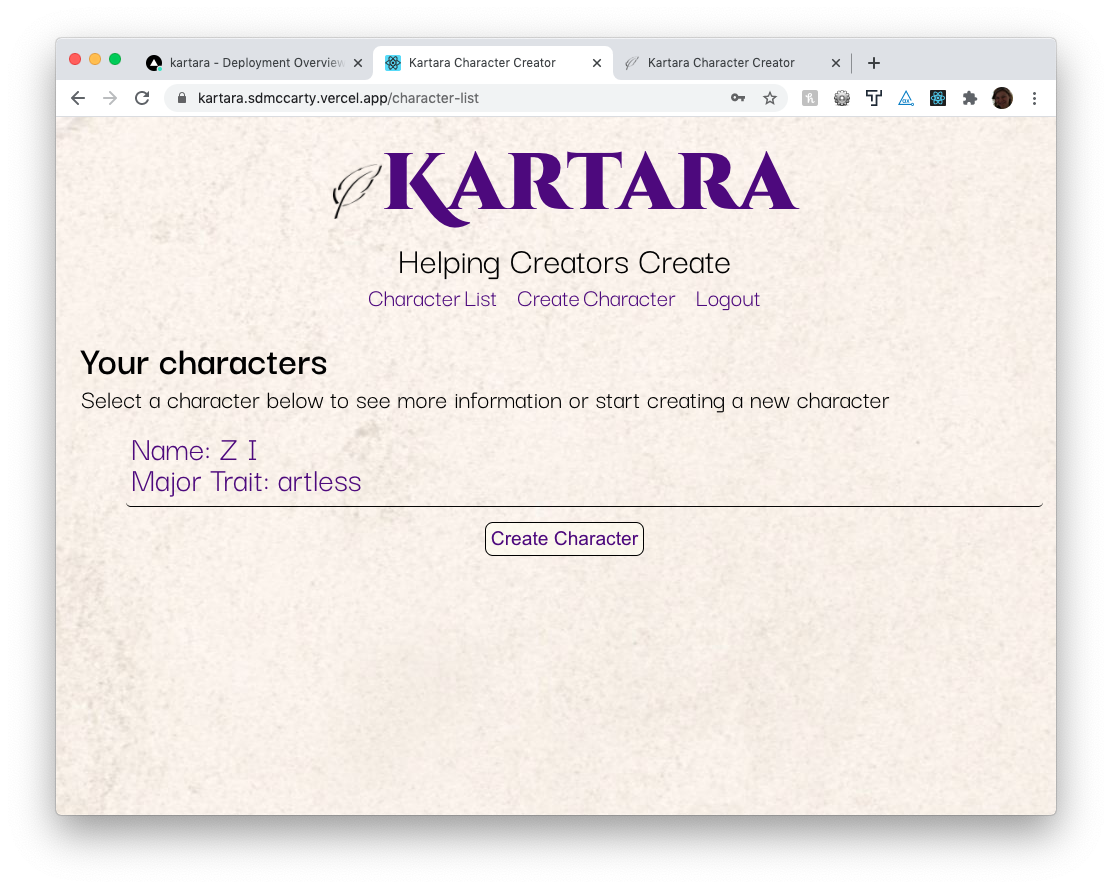 kartara - Deployment Overview
Kartara Character Creator
Kartara Character Creator
kartara.sdmccarty.vercel.app/character-list
KARTARA
Helping Creators Create
Character List Create Character Logout
Your characters
Select a character below to see more information or start creating a new character
Name: Z I
Major Trait: artless
Create Character